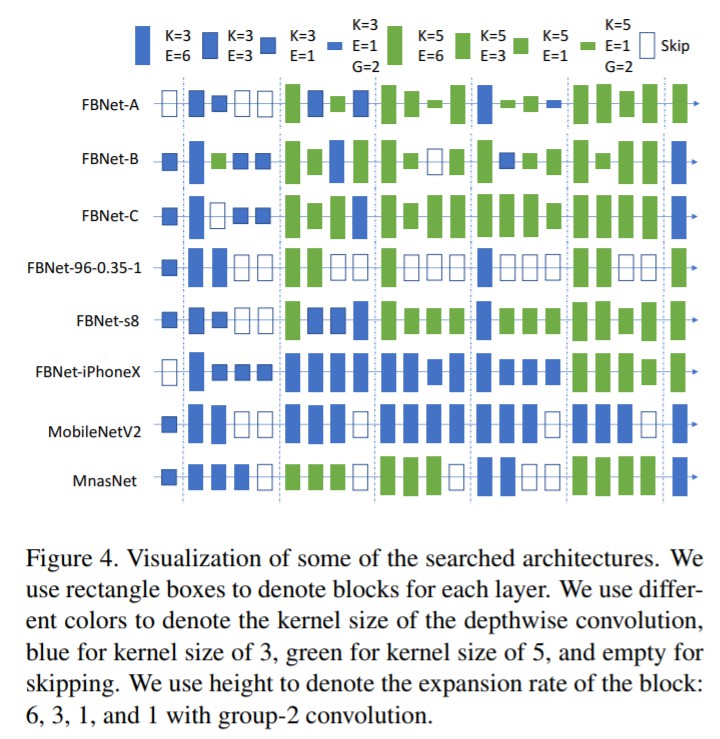 K=3 E=6
K=3 E=3
K=3 E=1
K=3 E=1 G=2
K=5 E=6
K=5 E=3
K=5 E=1
K=5 E=1 G=2
Skip
FBNet-A
FBNet-B
FBNet-C
FBNet-96-0.35-1
FBNet-s8
FBNet-iPhoneX
MobileNetV2
MnasNet
Figure 4. Visualization of some of the searched architectures. We
use rectangle boxes to denote blocks for each layer. We use differ-
ent colors to denote the kernel size of the depthwise convolution,
blue for kernel size of 3, green for kernel size of 5, and empty for
skipping. We use height to denote the expansion rate of the block:
6, 3, 1, and 1 with group-2 convolution.